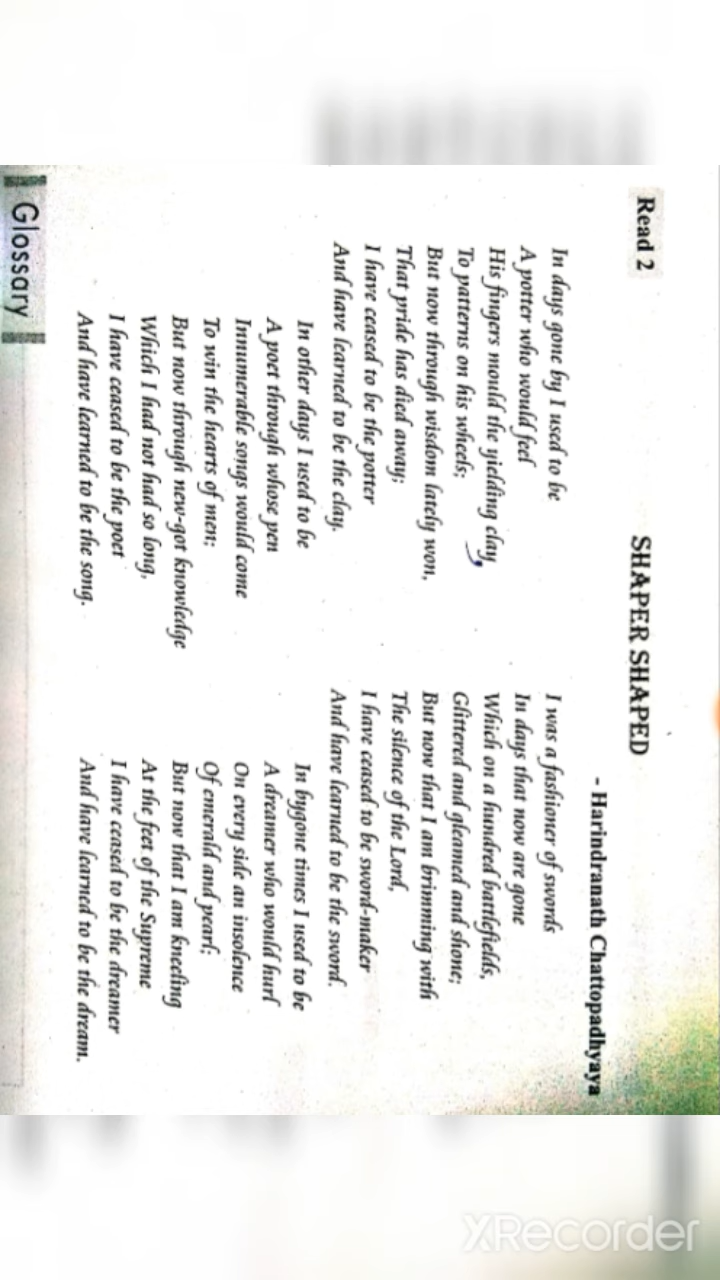 Read 2
SHAPER SHAPED
- Harindranath Chattopadhyaya
In days gone by I used to be
A potter who would feel
His fingers mould the yielding clay,
To patterns on his wheels;
But now through wisdom lately won,
That pride has died away;
I have ceased to be the potter
And have learned to be the clay.
In other days I used to be
A poet through whose pen
Innumerable songs would come
To win the hearts of men;
But now through new-got knowledge
Which I had not had so long,
I have ceased to be the poet
And have learned to be the song.
I was a fashioner of swords
In days that now are gone
Which on a hundred battlefields,
Glittered and gleamed and shone;
But now that I am brimming with
The silence of the Lord,
I have ceased to be sword-maker
And have learned to be the sword.
In bygone times I used to be
A dreamer who would hurl
On every side an insolence
Of emerald and pearl:
But now that I am kneeling
At the feet of the Supreme
I have ceased to be the dreamer
And have learned to be the dream.
Glossary
XRecorder